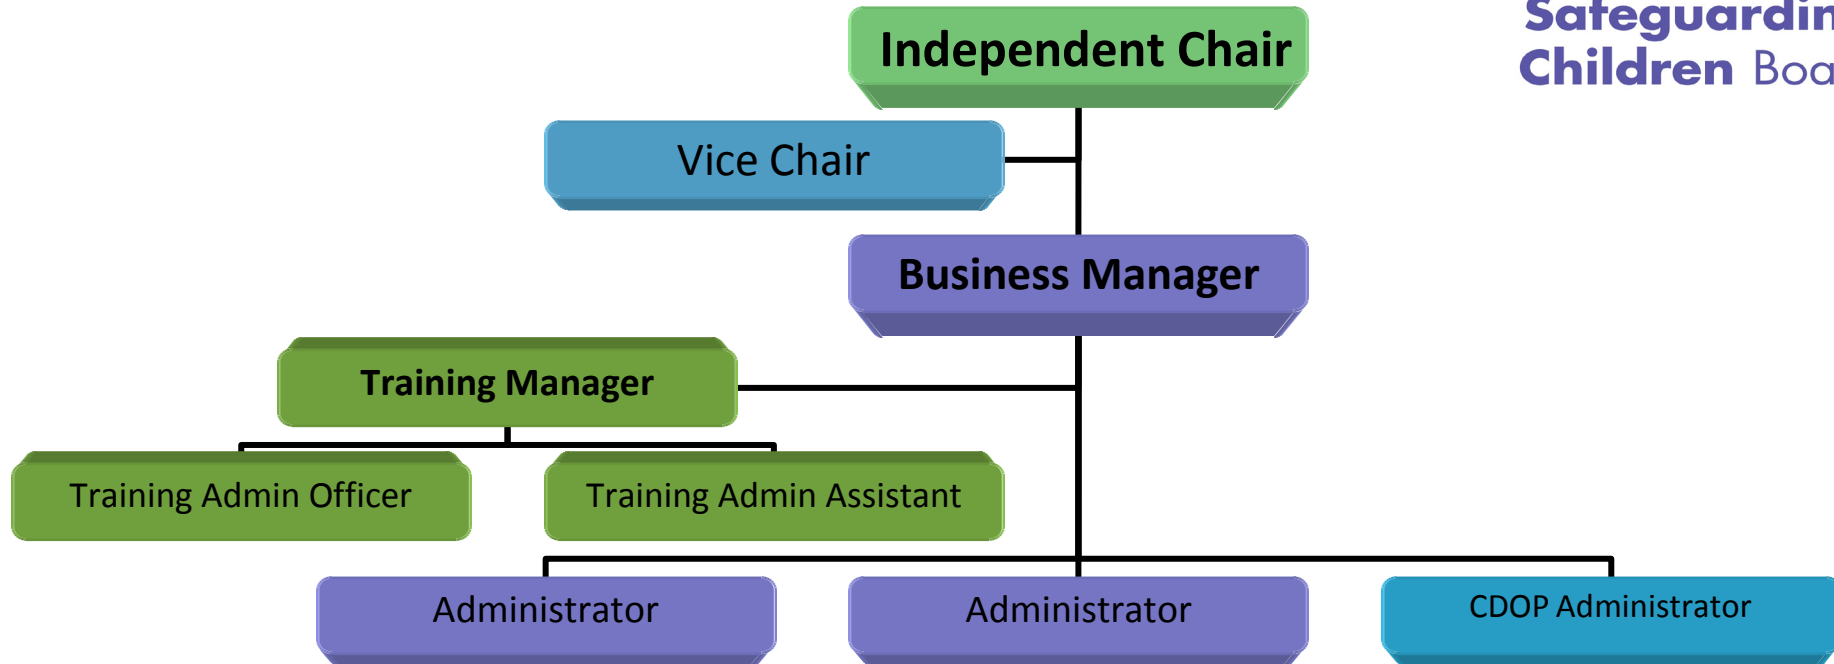 Independent Chair
Children
Vice Chair
Business Manager
Training Manager
Training Admin Officer
Training Admin Assistant
Administrator
Administrator
CDOP Administrator